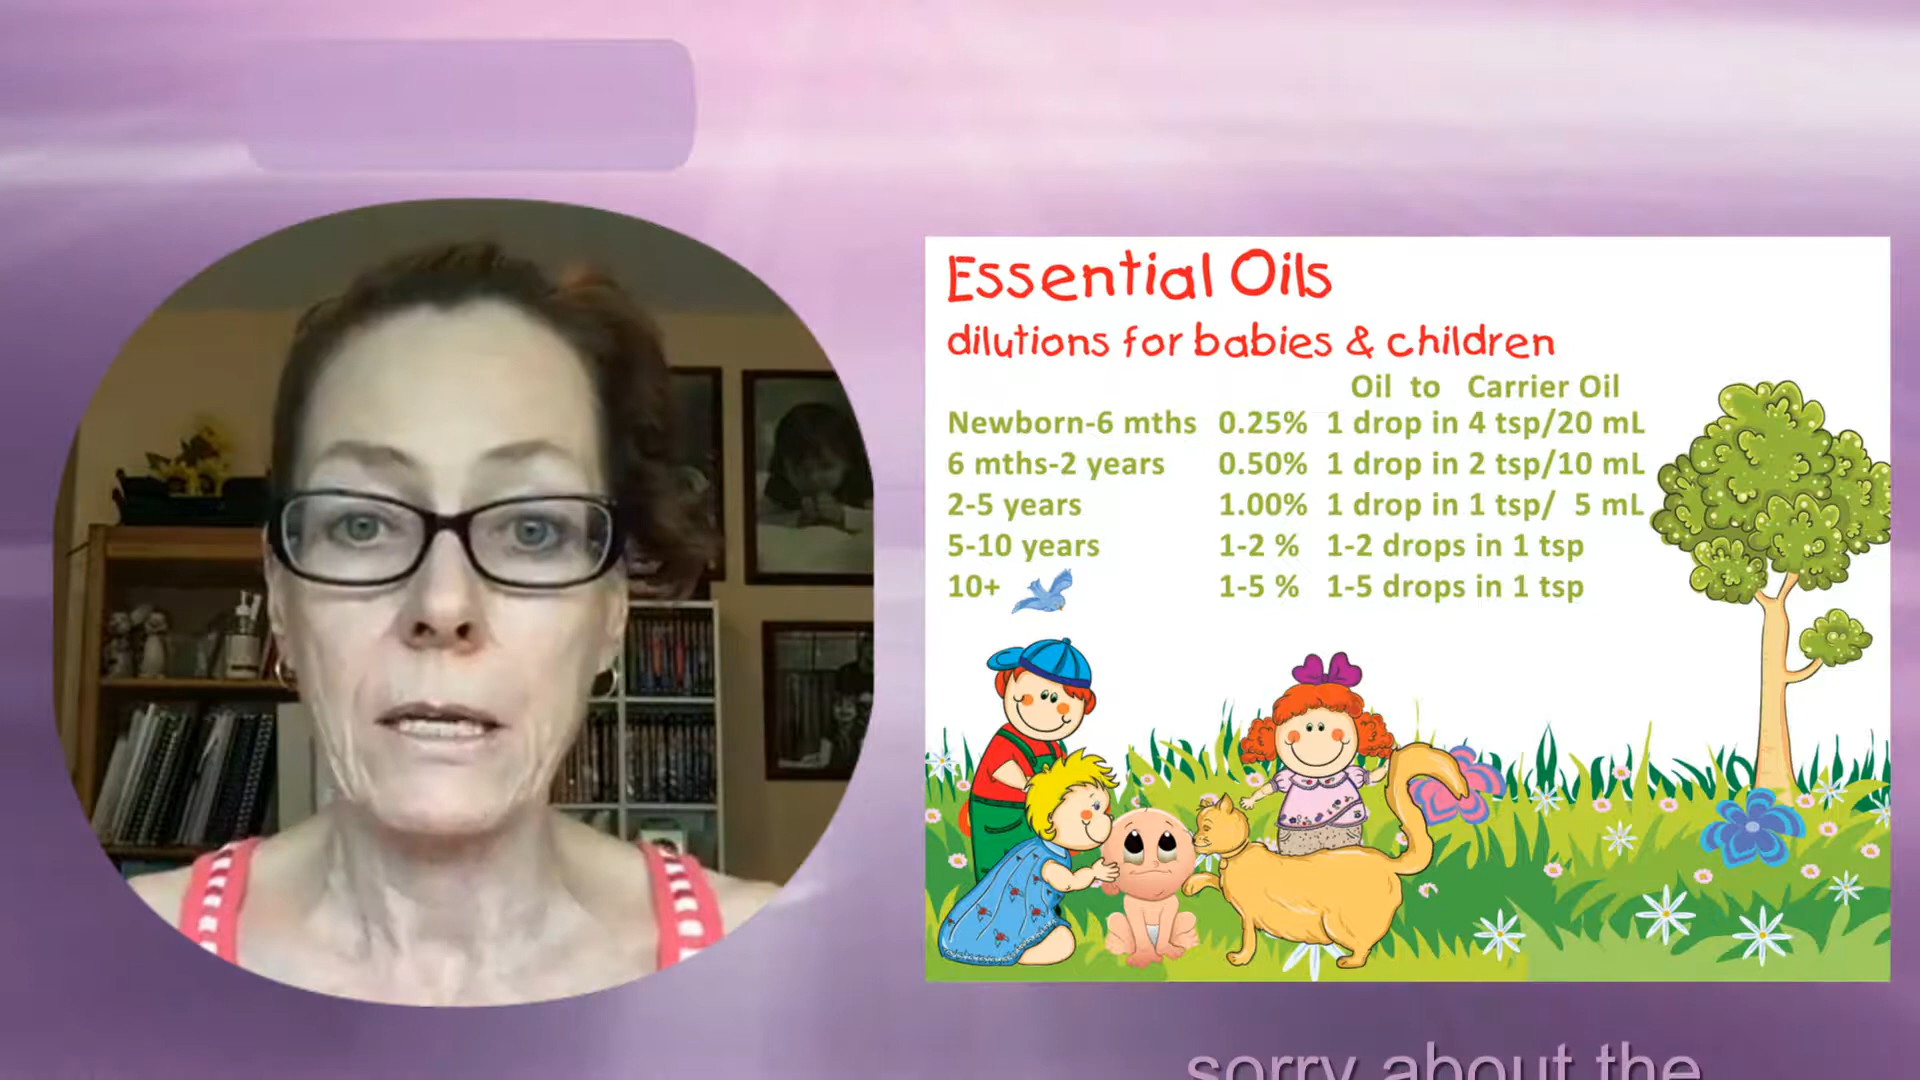 Essential Oils
dilutions for babies & children
Oil to Carrier Oil
Newborn-6 mths 0.25% 1 drop in 4 tsp/20 mL
6 mths-2 years 0.50% 1 drop in 2 tsp/10 mL
2-5 years 1.00% 1 drop in 1 tsp/ 5 mL
5-10 years 1-2 % 1-2 drops in 1 tsp
10+ 1-5 % 1-5 drops in 1 tsp
sorry about the